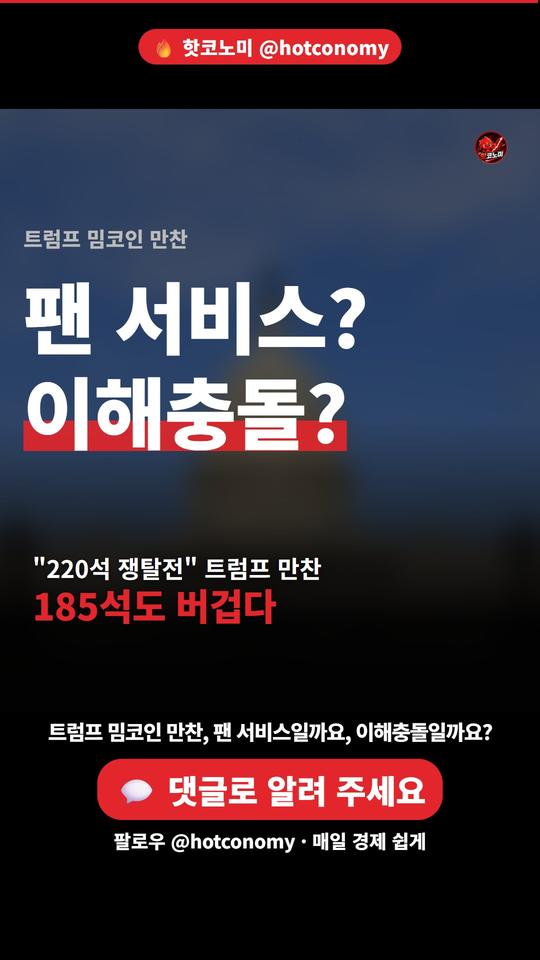 🔥 핫코노미 @hotconomy
코노미
트럼프 밈코인 만찬
팬 서비스?
이해충돌?
"220석 쟁탈전" 트럼프 만찬
185석도 버겁다
트럼프 밈코인 만찬, 팬 서비스일까요, 이해충돌일까요?
💬 댓글로 알려 주세요
팔로우 @hotconomy · 매일 경제 쉽게